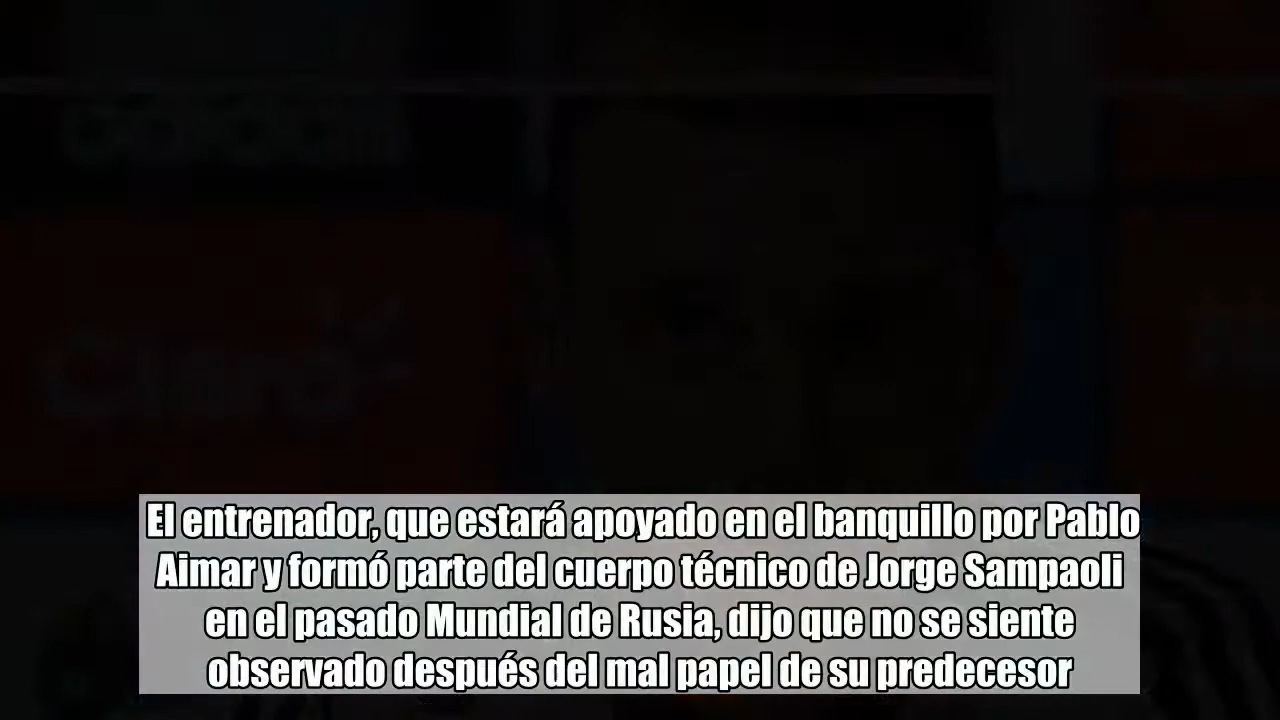 El entrenador, que estará apoyado en el banquillo por Pablo
Aimar y formó parte del cuerpo técnico de Jorge Sampaoli
en el pasado Mundial de Rusia, dijo que no se siente
observado después del mal papel de su predecesor